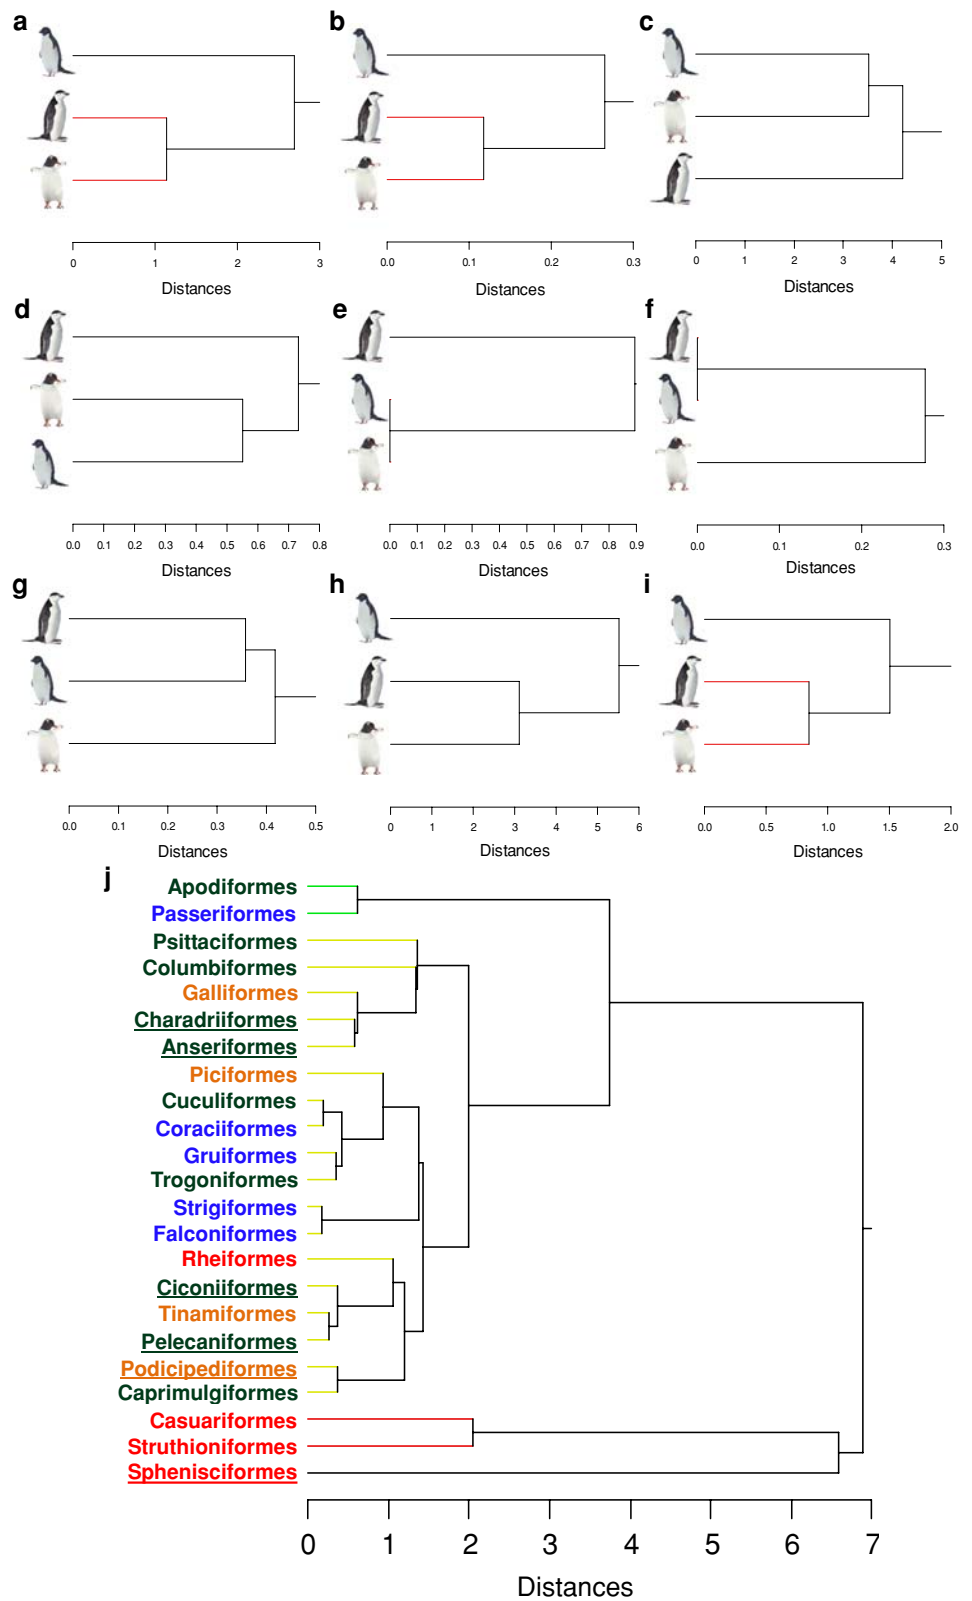 a
b
c
0 1 2 3
Distances
0.0 0.1 0.2 0.3
Distances
0 1 2 3 4 5
Distances
d
e
f
0.0 0.1 0.2 0.3 0.4 0.5 0.6 0.7 0.8
Distances
0.0 0.1 0.2 0.3 0.4 0.5 0.6 0.7 0.8 0.9
Distances
0.0 0.1 0.2 0.3
Distances
g
h
i
0.0 0.1 0.2 0.3 0.4 0.5
Distances
0 1 2 3 4 5 6
Distances
0.0 0.5 1.0 1.5 2.0
Distances
j
Apodiformes
Passeriformes
Psittaciformes
Columbiformes
Galliformes
Charadriiformes
Anseriformes
Piciformes
Cuculiformes
Coraciiformes
Gruiformes
Trogoniformes
Strigiformes
Falconiformes
Rheiformes
Ciconiiformes
Tinamiformes
Pelecaniformes
Podicipediformes
Caprimulgiformes
Casuariformes
Struthioniformes
Sphenisciformes
0 1 2 3 4 5 6 7
Distances